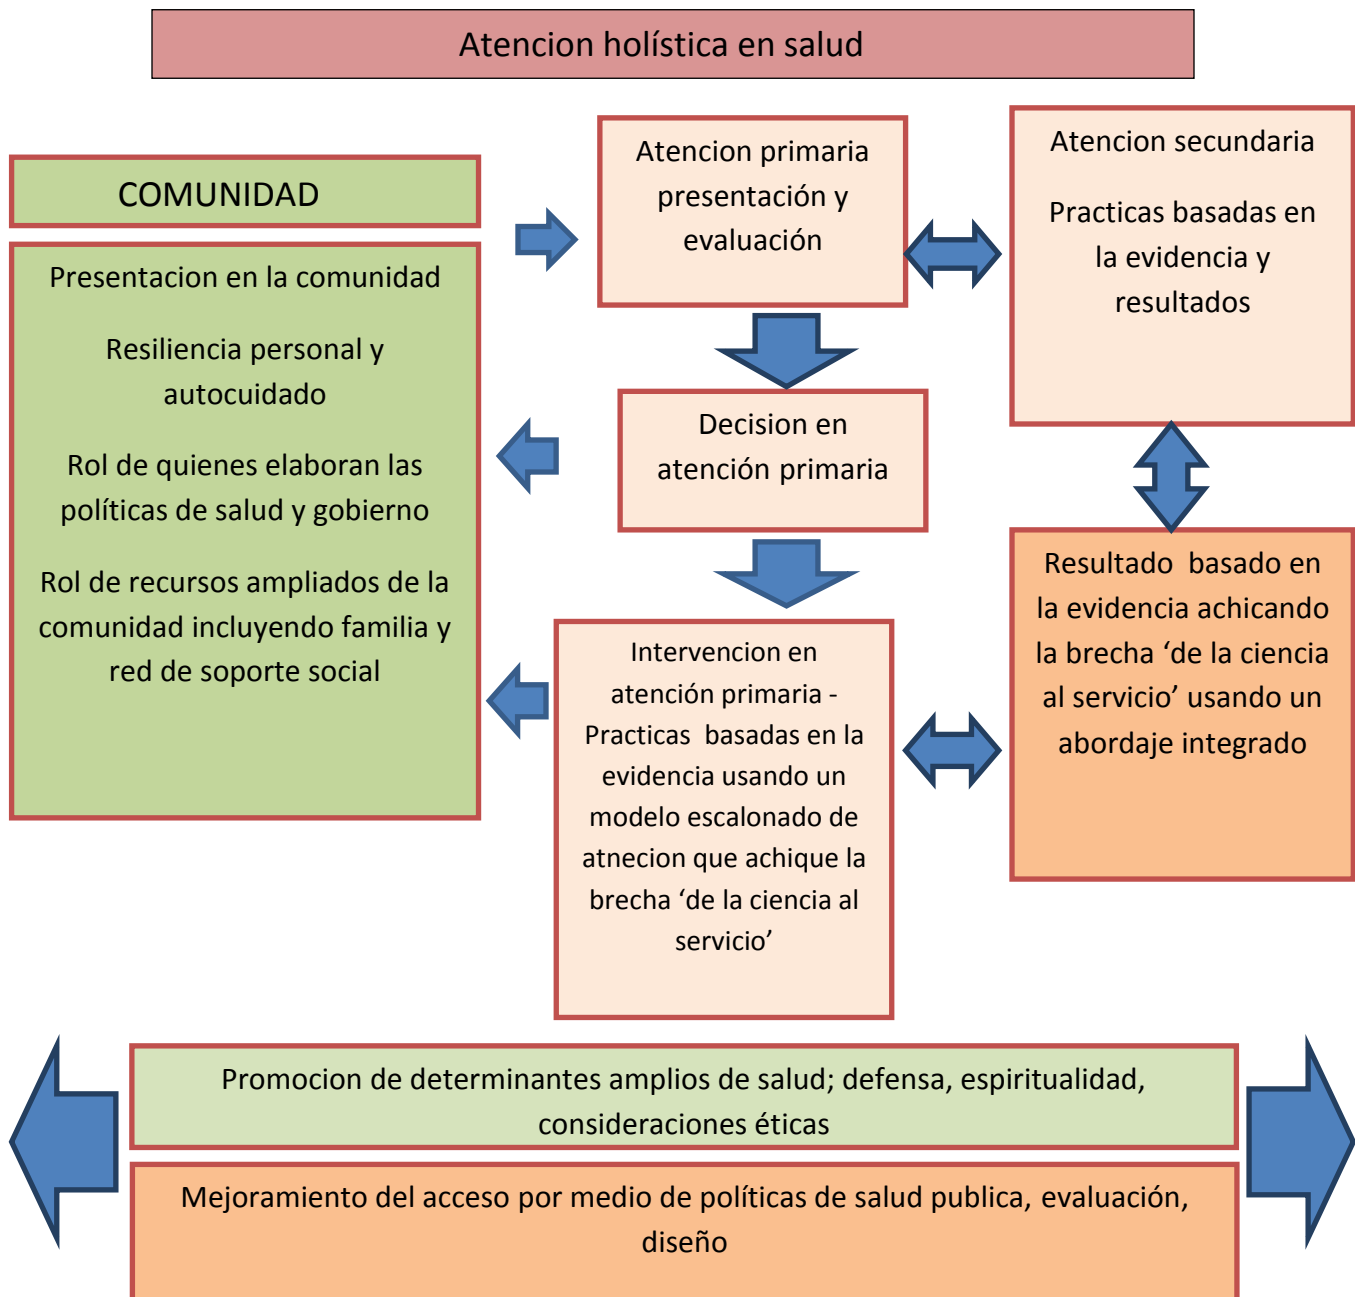 Atencion holística en salud
COMUNIDAD
Presentacion en la comunidad
Resiliencia personal y
autocuidado
Rol de quienes elaboran las
políticas de salud y gobierno
Rol de recursos ampliados de la
comunidad incluyendo familia y
red de soporte social
Atencion primaria
presentación y
evaluación
Decision en
atención primaria
Intervencion en
atención primaria -
Practicas  basadas en la
evidencia usando un
modelo escalonado de
atnecion que achique la
brecha ‘de la ciencia al
servicio’
Atencion secundaria
Practicas basadas en
la evidencia y
resultados
Resultado  basado en
la evidencia achicando
la brecha ‘de la ciencia
al servicio’ usando un
abordaje integrado
Promocion de determinantes amplios de salud; defensa, espiritualidad,
consideraciones éticas
Mejoramiento del acceso por medio de políticas de salud publica, evaluación,
diseño